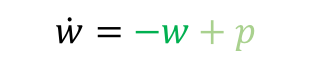 ẇ = −w + p